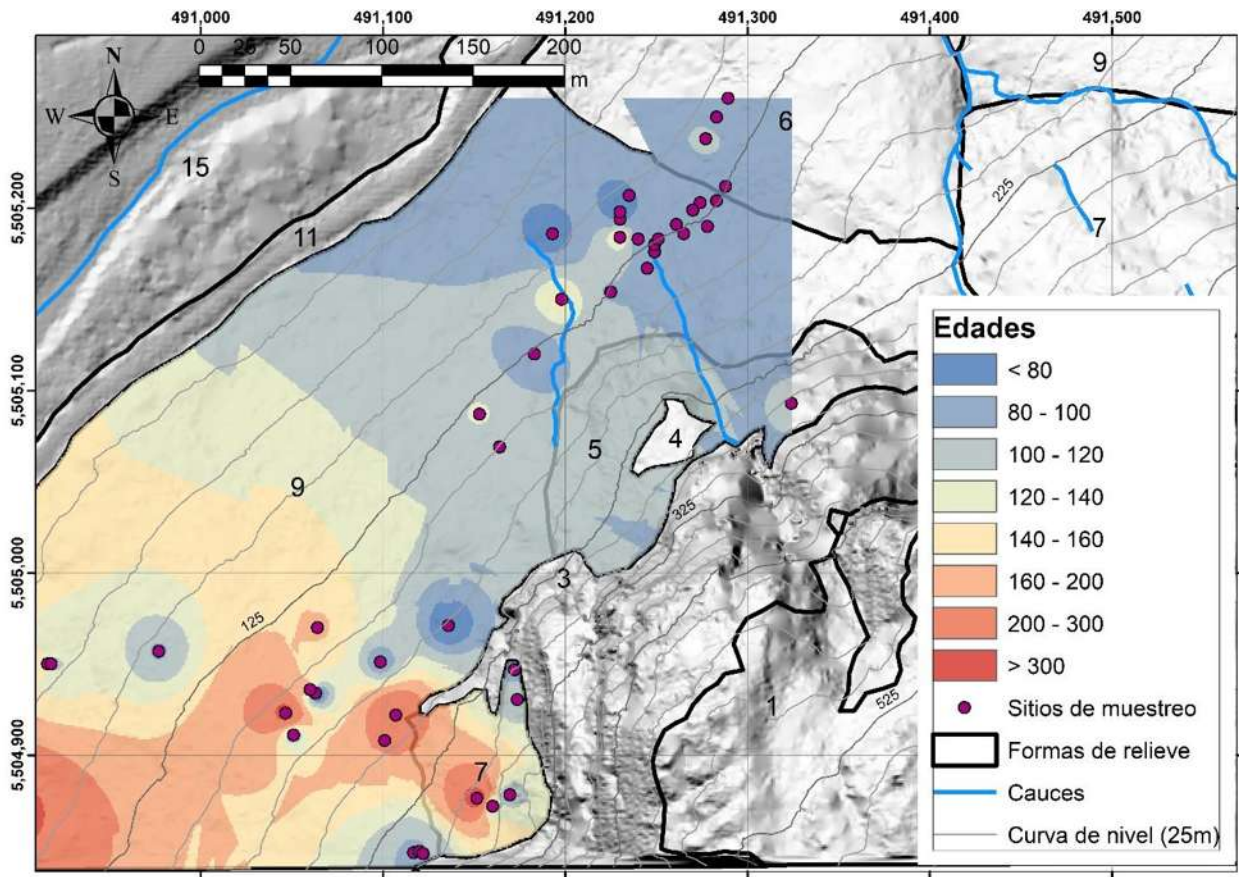 491,000 491,100 491,200 491,300 491,400 491,500
0 25 50 100 150 200
m
N
W E
S
9
6
15
5,505,200
225
11
7
Edades
< 80
80 - 100
5,505,100
100 - 120
4
5
120 - 140
9
325
140 - 160
160 - 200
5,505,000
3
200 - 300
125
> 300
Sitios de muestreo
1
525
Formas de relieve
5,504,900
7
Cauces
Curva de nivel (25m)